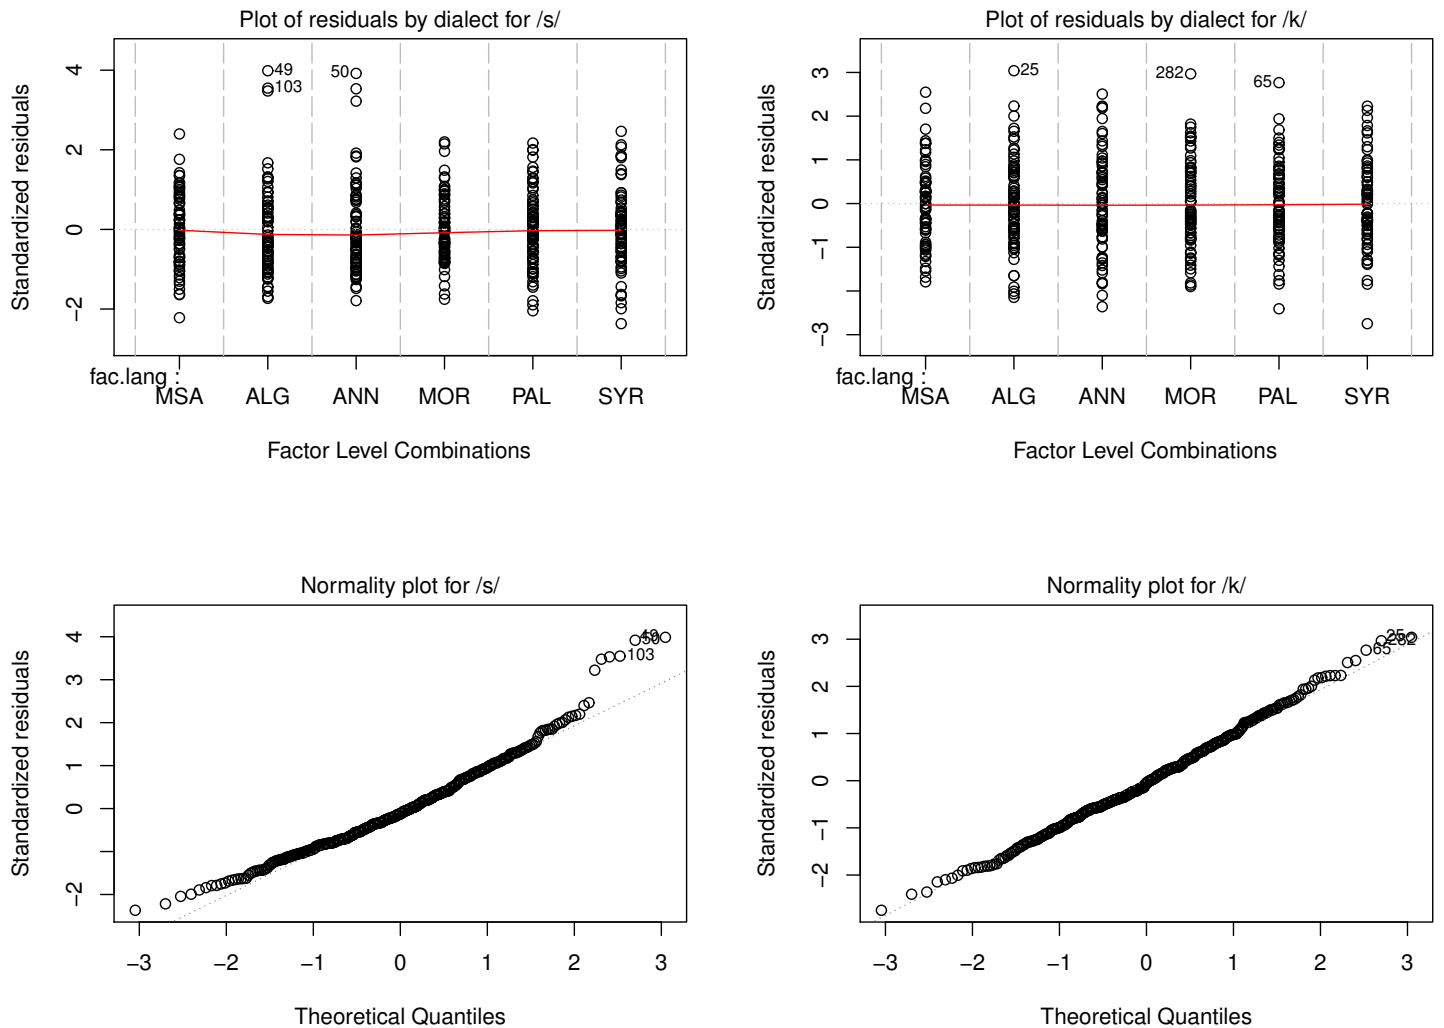 Plot of residuals by dialect for /s/
Standardized residuals
4
2
0
−2
49
103
50
fac.lang :
MSA ALG ANN MOR PAL SYR
Factor Level Combinations
Plot of residuals by dialect for /k/
Standardized residuals
3
2
1
0
−1
−3
25
282
65
fac.lang :
MSA ALG ANN MOR PAL SYR
Factor Level Combinations
Normality plot for /s/
Standardized residuals
4
3
2
1
0
−2
49
50
103
−3 −2 −1 0 1 2 3
Theoretical Quantiles
Normality plot for /k/
Standardized residuals
3
2
1
0
−1
−2
25
282
65
−3 −2 −1 0 1 2 3
Theoretical Quantiles